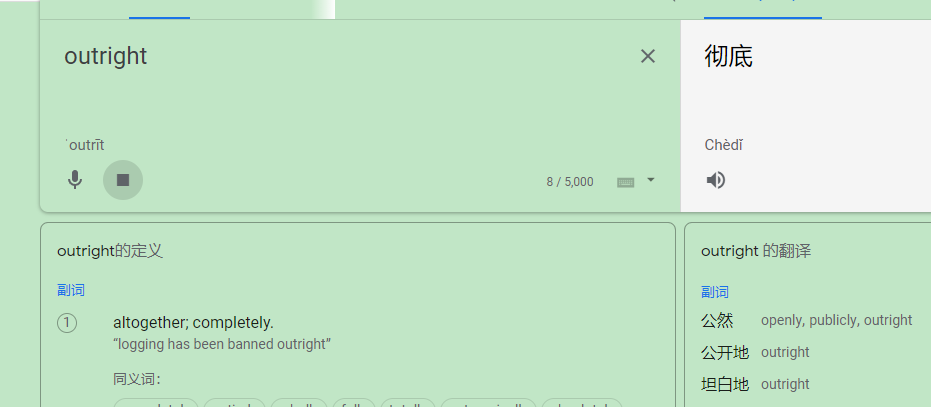 outright
彻底
ˈoutrīt
Chèdǐ
8 / 5,000
outright的定义
副词
1 altogether; completely.
“logging has been banned outright”
同义词：
outright 的翻译
副词
公然 openly, publicly, outright
公开地 outright
坦白地 outright